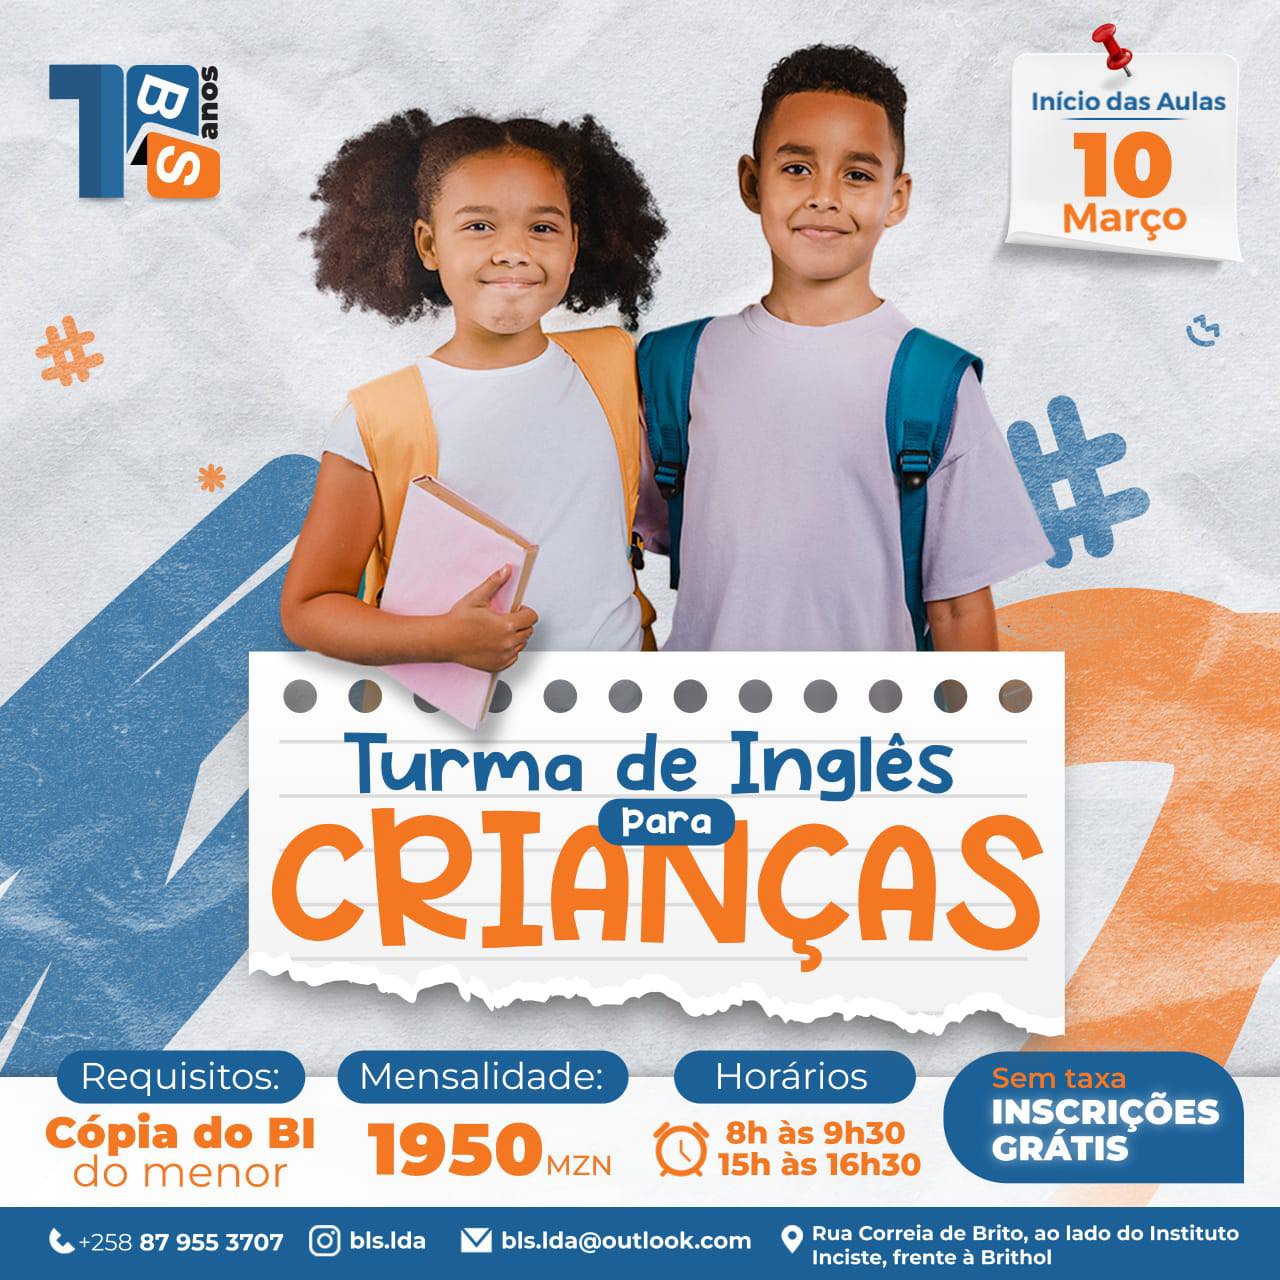 1 BLS anos
Início das Aulas
10
Março
Turma de Inglês
para
CRIANÇAS
Requisitos:
Cópia do BI
do menor
Mensalidade:
1950 MZN
Horários
8h às 9h30
15h às 16h30
Sem taxa
INSCRIÇÕES
GRÁTIS
+258 87 955 3707
bls.lda
bls.lda@outlook.com
Rua Correia de Brito, ao lado do Instituto
Inciste, frente à Brithol